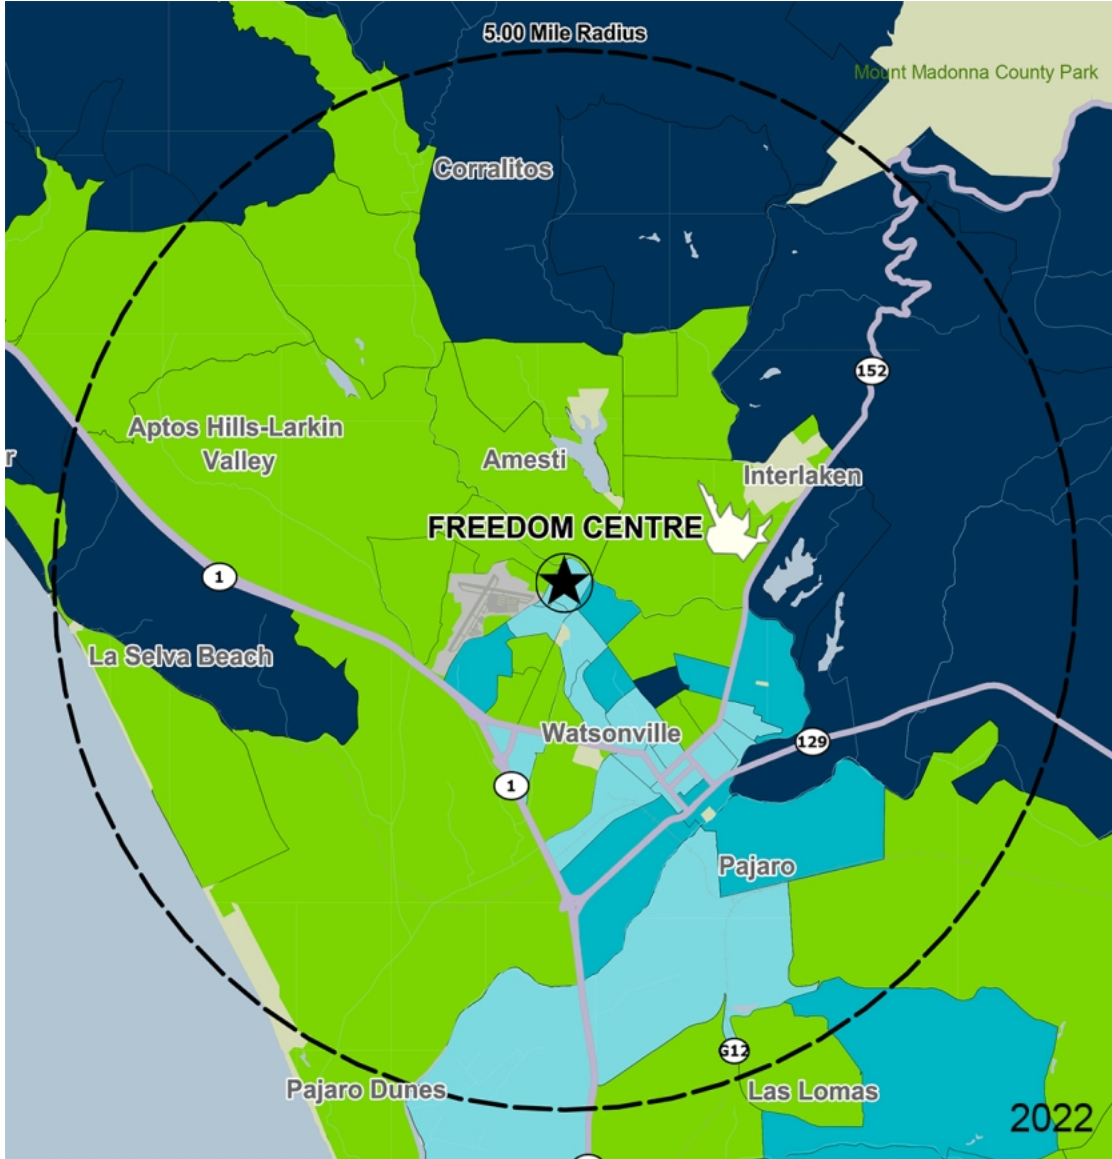 5.00 Mile Radius
Mount Madonna County Park
Corralitos
152
Aptos Hills-Larkin
Valley
r
Amesti
Interlaken
FREEDOM CENTRE
1
La Selva Beach
Watsonville
129
1
Pajaro
G12
Pajaro Dunes
Las Lomas
2022